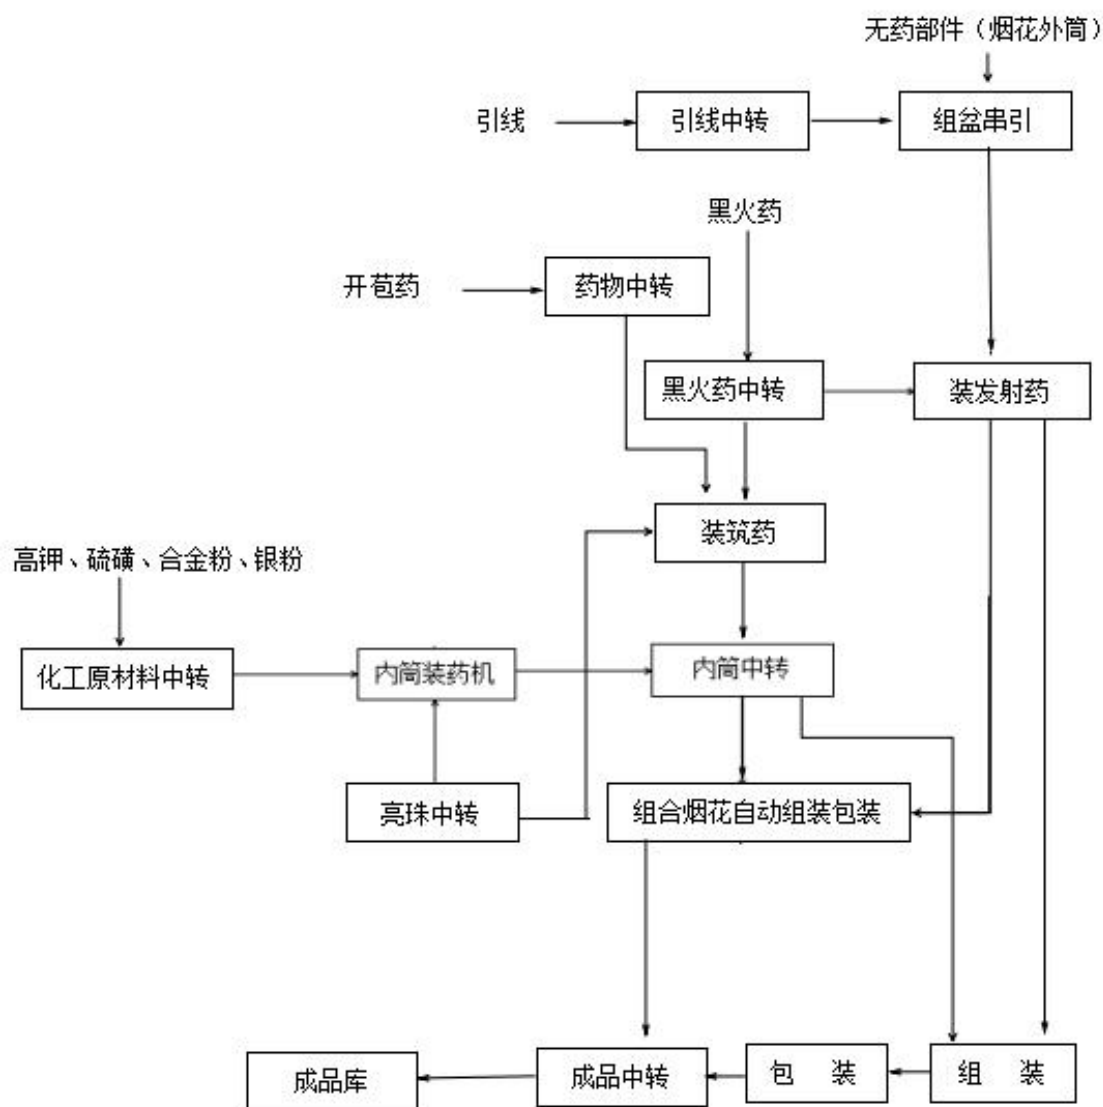 无药部件（烟花外筒）
引线
引线中转
组盆串引
黑火药
开苞药
药物中转
黑火药中转
装发射药
装筑药
高钾、硫磺、合金粉、银粉
化工原材料中转
内筒装药机
内筒中转
亮珠中转
组合烟花自动组装包装
成品库
成品中转
包 装
组 装